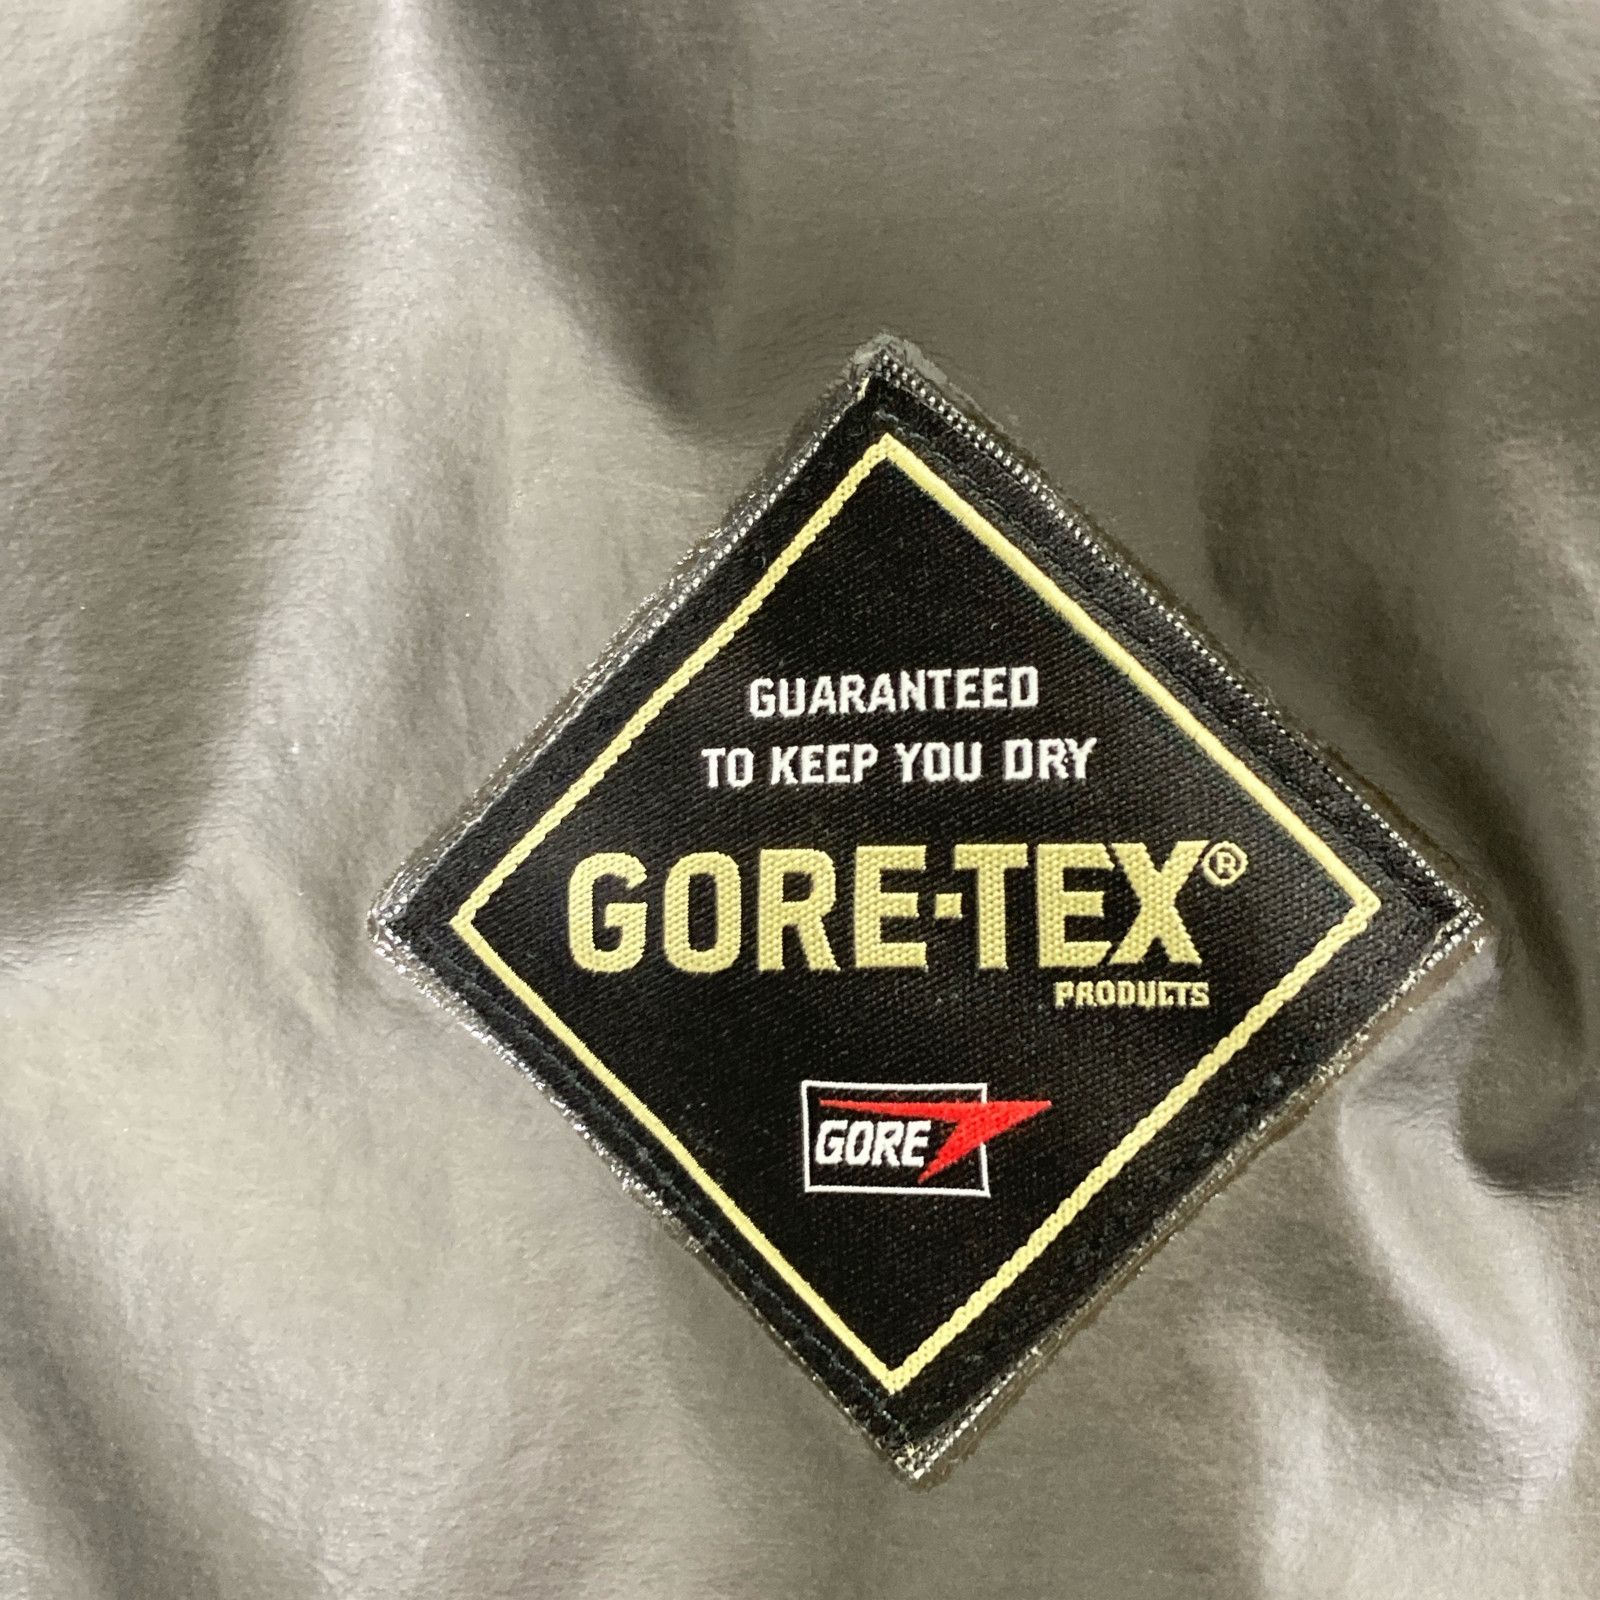 GUARANTEED
TO KEEP YOU DRY
GORE-TEX®
PRODUCTS
GORE